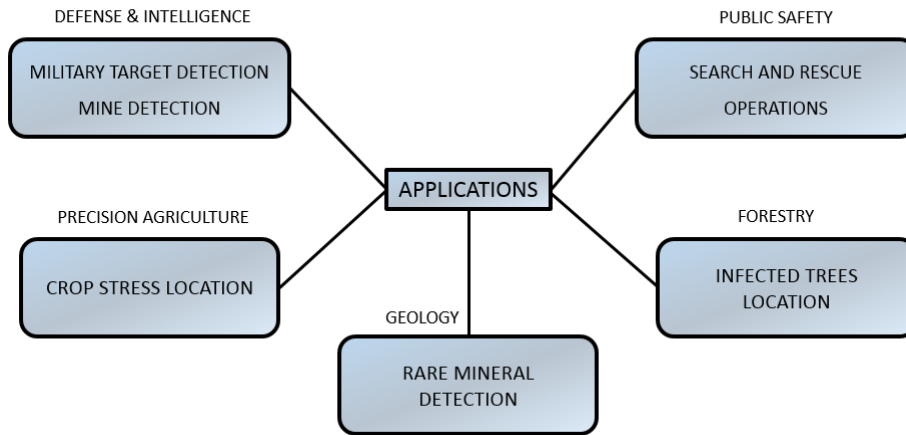 DEFENSE & INTELLIGENCE
MILITARY TARGET DETECTION
MINE DETECTION
PUBLIC SAFETY
SEARCH AND RESCUE
OPERATIONS
APPLICATIONS
PRECISION AGRICULTURE
CROP STRESS LOCATION
FORESTRY
INFECTED TREES
LOCATION
GEOLOGY
RARE MINERAL
DETECTION